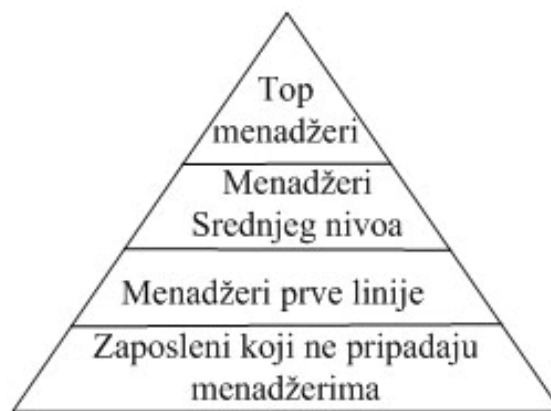 Top
menadžeri
Menadžeri
Srednjeg nivoa
Menadžeri prve linije
Zaposleni koji ne pripadaju
menadžerima